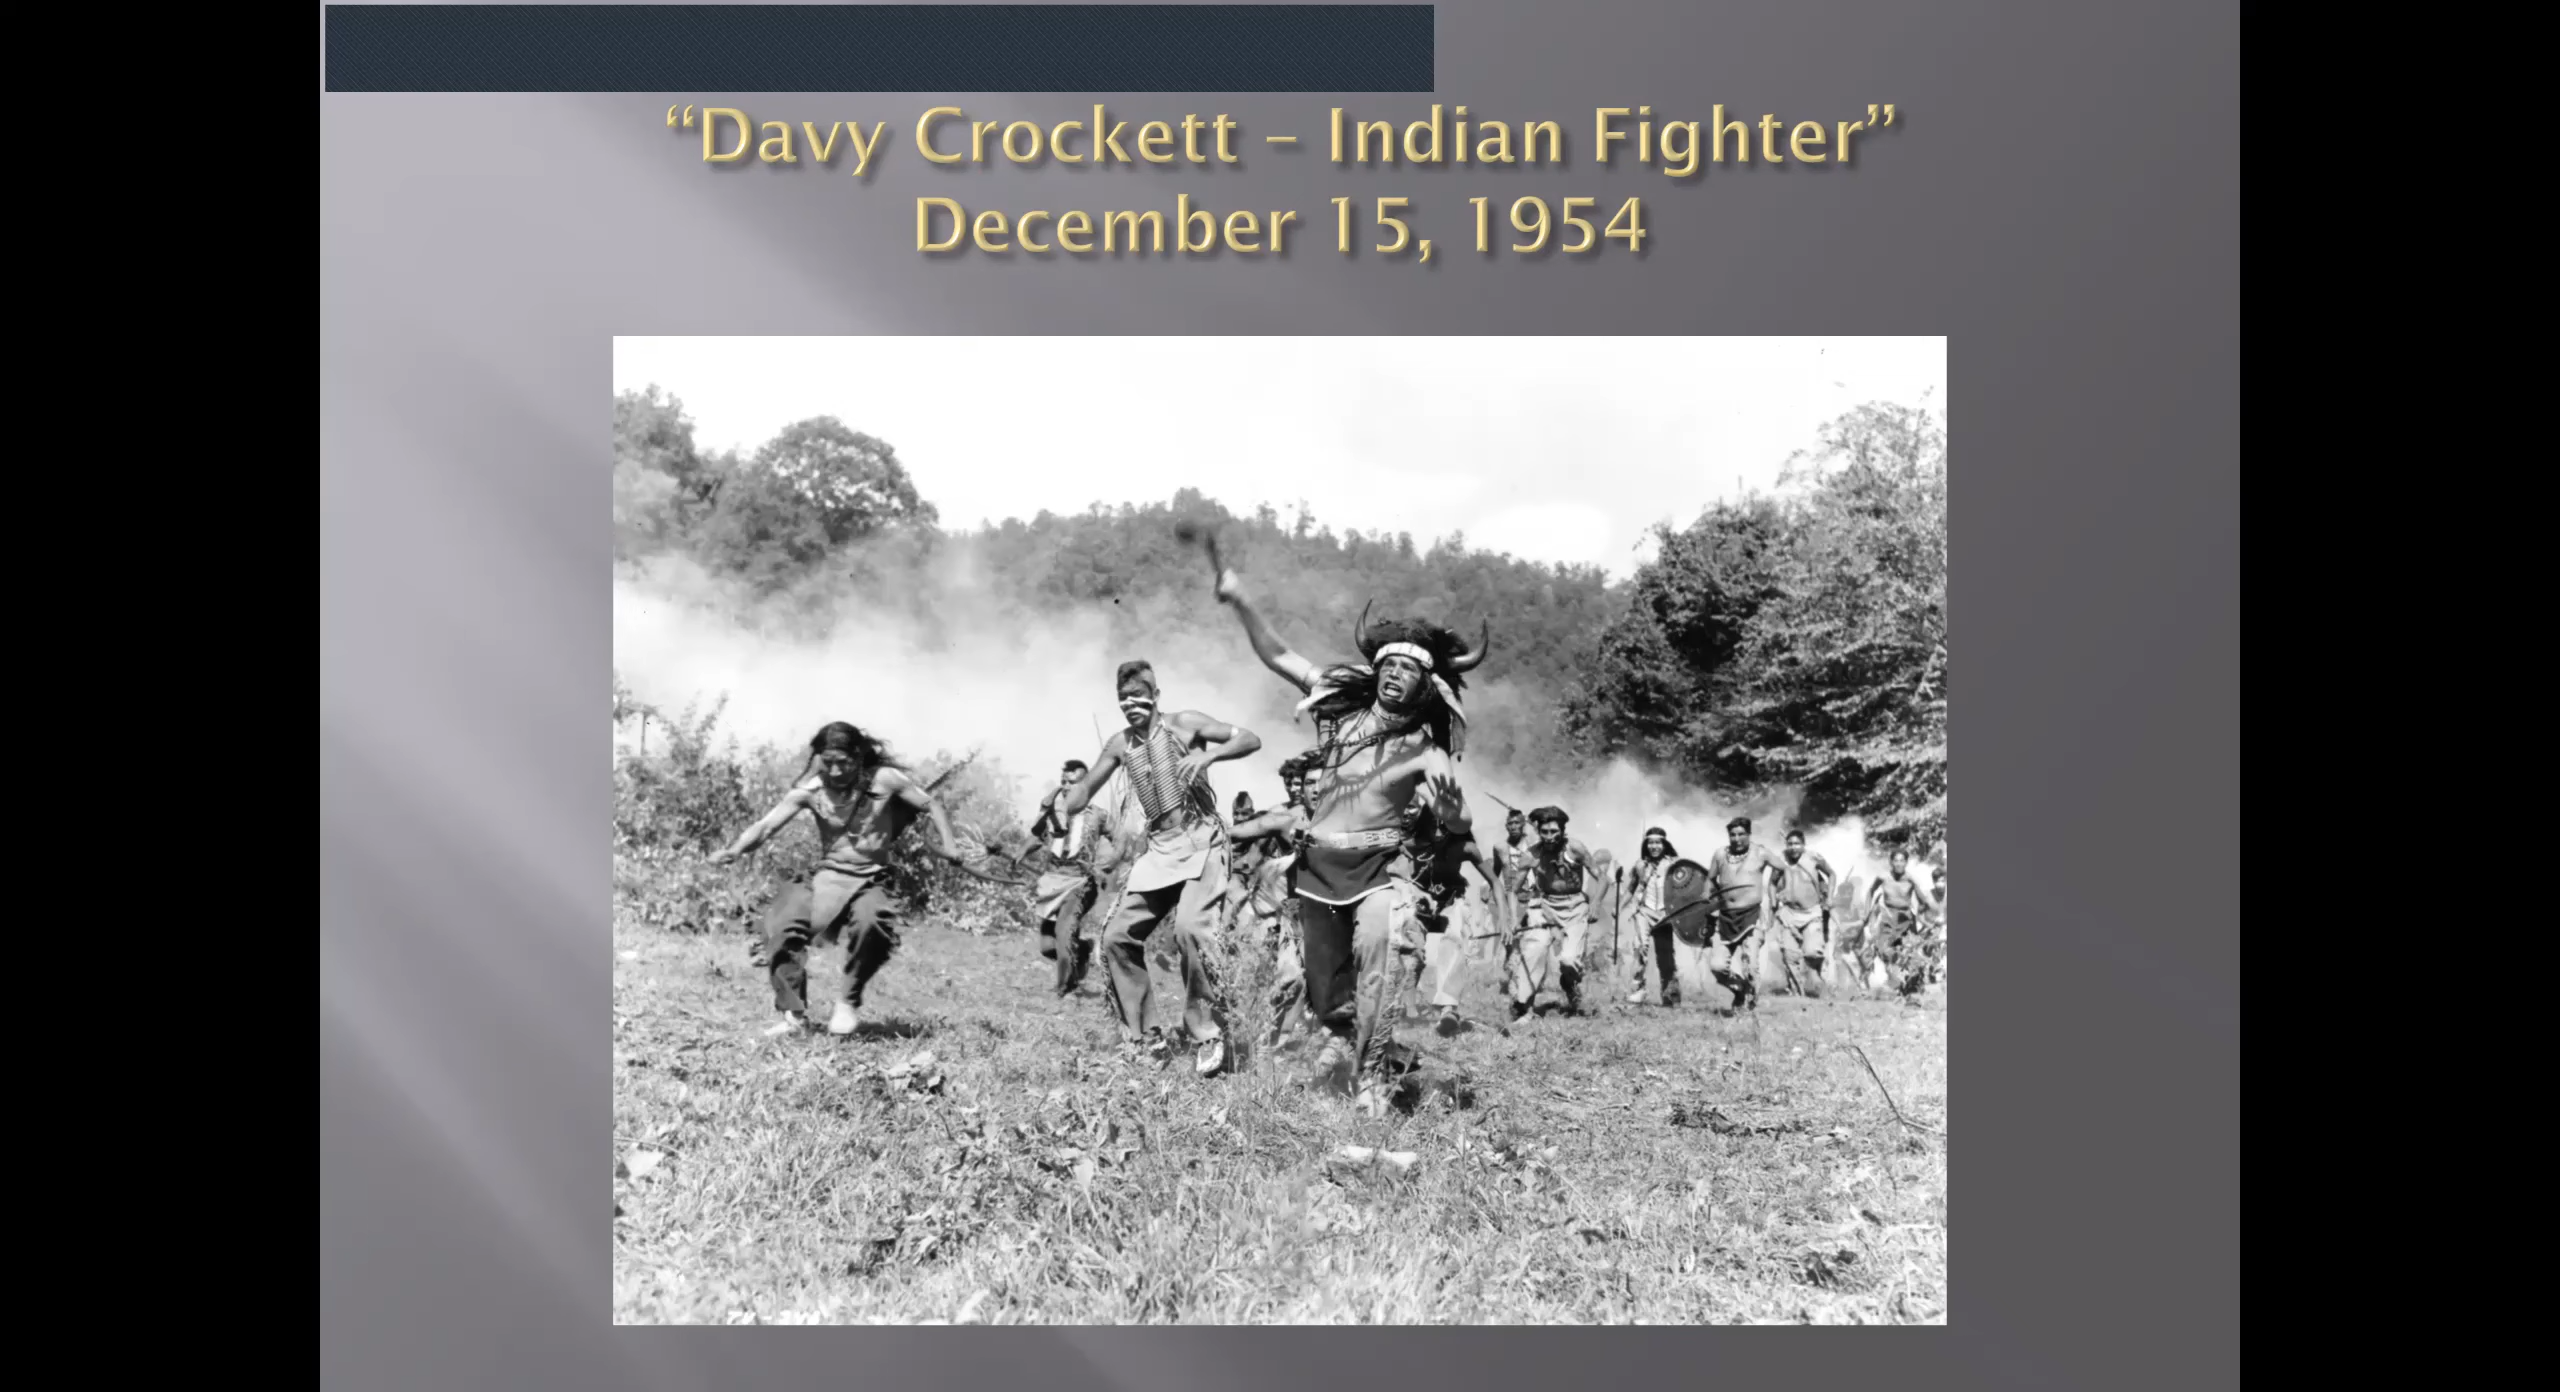 “Davy Crockett – Indian Fighter”
December 15, 1954